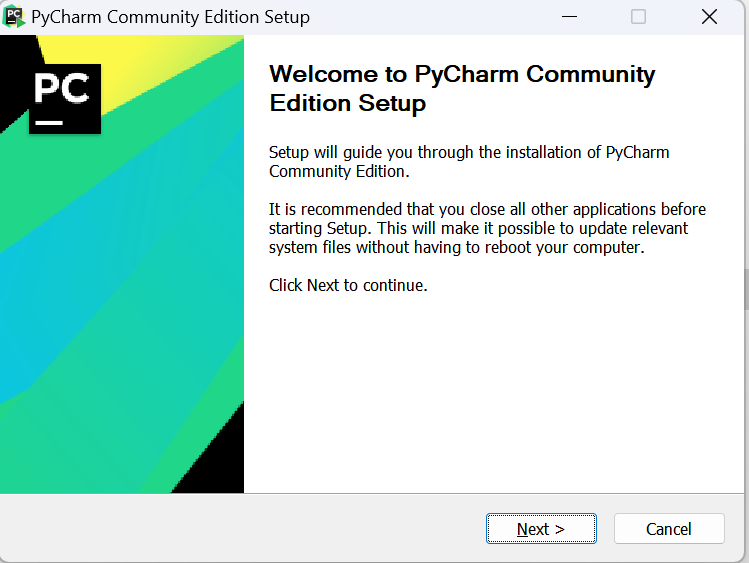 PyCharm Community Edition Setup
PC
PC
Welcome to PyCharm Community
Edition Setup
Setup will guide you through the installation of PyCharm
Community Edition.
It is recommended that you close all other applications before
starting Setup. This will make it possible to update relevant
system files without having to reboot your computer.
Click Next to continue.
Next >
Cancel